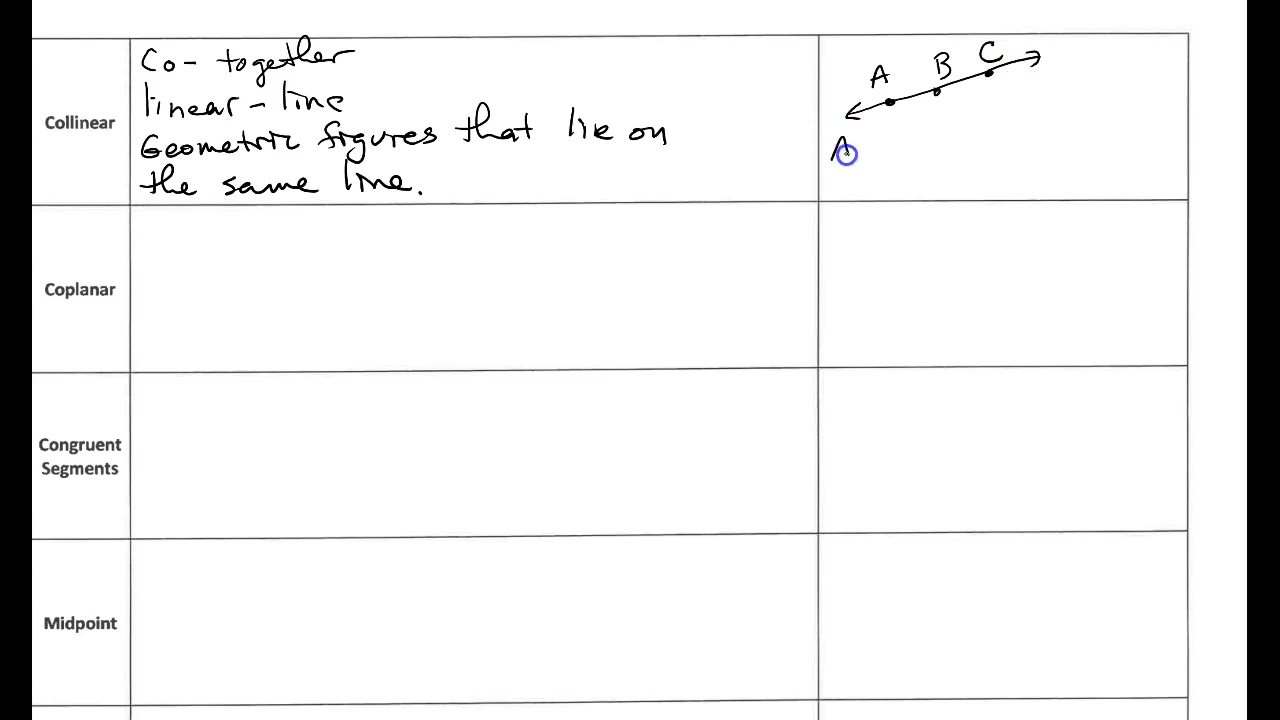 Collinear
Co- together
linear - line
Geometric figures that lie on
the same line.
A B C
A
Coplanar
Congruent
Segments
Midpoint